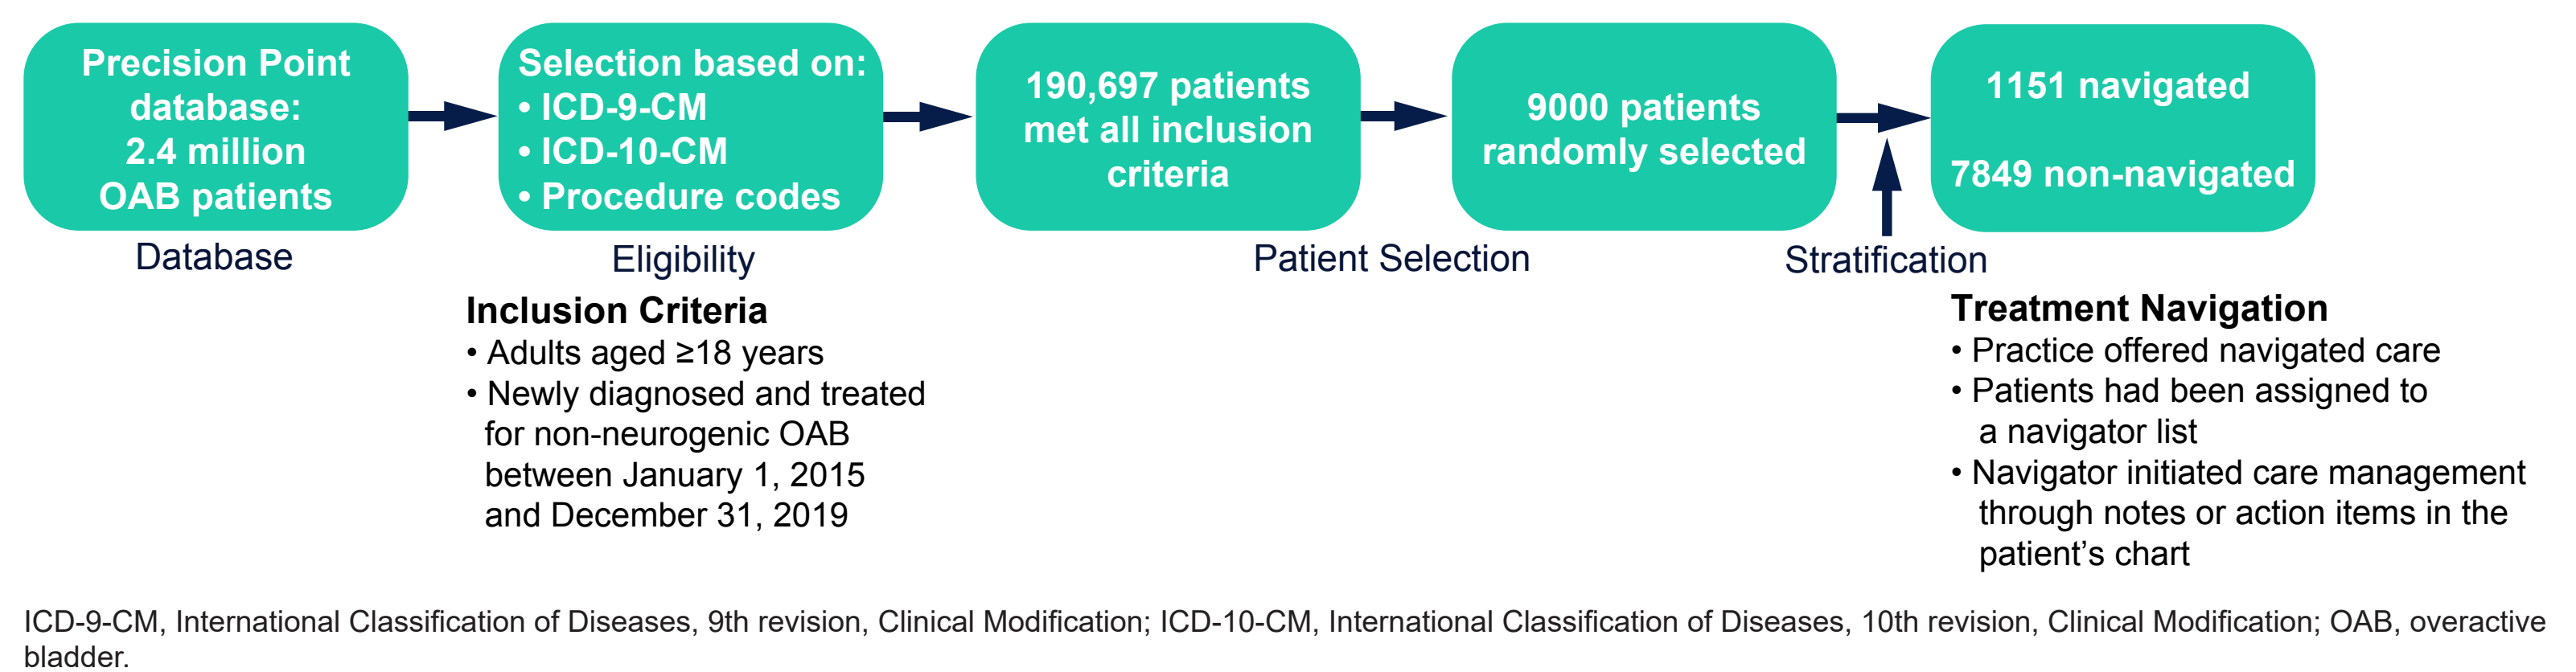 Precision Point
database:
2.4 million
OAB patients
Database
Selection based on:
• ICD-9-CM
• ICD-10-CM
• Procedure codes
Eligibility
Inclusion Criteria
• Adults aged ≥18 years
• Newly diagnosed and treated
for non-neurogenic OAB
between January 1, 2015
and December 31, 2019
190,697 patients
met all inclusion
criteria
Patient Selection
9000 patients
randomly selected
Stratification
1151 navigated
7849 non-navigated
Treatment Navigation
• Practice offered navigated care
• Patients had been assigned to
a navigator list
• Navigator initiated care management
through notes or action items in the
patient’s chart
ICD-9-CM, International Classification of Diseases, 9th revision, Clinical Modification; ICD-10-CM, International Classification of Diseases, 10th revision, Clinical Modification; OAB, overactive
bladder.